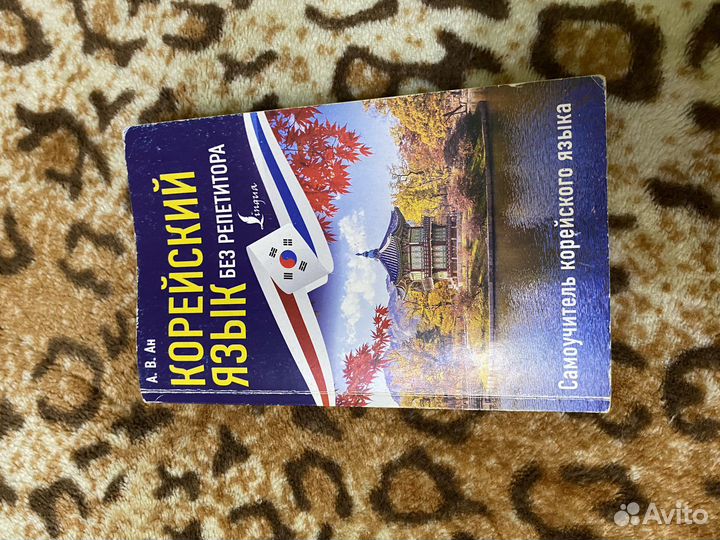 А. В. Ан
КОРЕЙСКИЙ
ЯЗЫК БЕЗ РЕПЕТИТОРА
Lingua
Самоучитель корейского языка
Avito